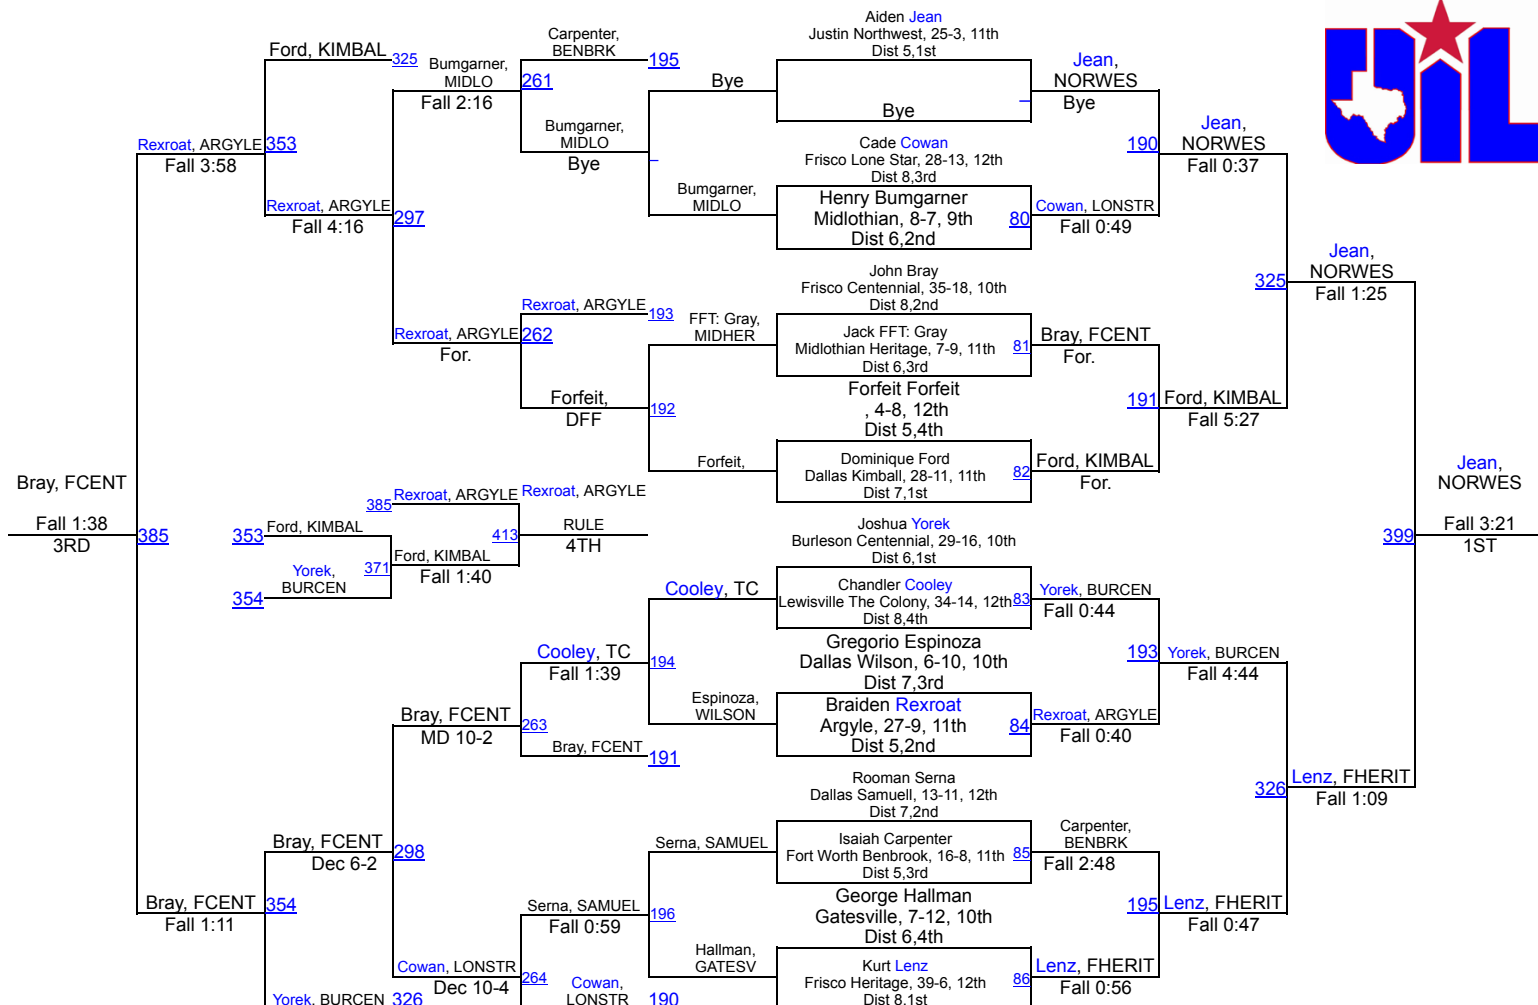 Aiden Jean
Justin Northwest, 25-3, 11th
Dist 5,1st
Bye
Cade Cowan
Frisco Lone Star, 28-13, 12th
Dist 8,3rd
Henry Bumgarner
Midlothian, 8-7, 9th
Dist 6,2nd
80
John Bray
Frisco Centennial, 35-18, 10th
Dist 8,2nd
Jack FFT: Gray
Midlothian Heritage, 7-9, 11th
Dist 6,3rd
81
Forfeit Forfeit
, 4-8, 12th
Dist 5,4th
Dominique Ford
Dallas Kimball, 28-11, 11th
Dist 7,1st
82
Joshua Yorek
Burleson Centennial, 29-16, 10th
Dist 6,1st
Chandler Cooley
Lewisville The Colony, 34-14, 12th
Dist 8,4th
83
Gregorio Espinoza
Dallas Wilson, 6-10, 10th
Dist 7,3rd
Braiden Rexroat
Argyle, 27-9, 11th
Dist 5,2nd
84
Rooman Serna
Dallas Samuell, 13-11, 12th
Dist 7,2nd
Isaiah Carpenter
Fort Worth Benbrook, 16-8, 11th
Dist 5,3rd
85
George Hallman
Gatesville, 7-12, 10th
Dist 6,4th
Kurt Lenz
Frisco Heritage, 39-6, 12th
Dist 8,1st
86
Jean,
NORWES
Bye
190
Cowan, LONSTR
Fall 0:49
Bray, FCENT
For.
191
Ford, KIMBAL
For.
Yorek, BURCEN
Fall 0:44
193
Rexroat, ARGYLE
Fall 0:40
Carpenter,
BENBRK
Fall 2:48
195
Lenz, FHERIT
Fall 0:56
Jean,
NORWES
Fall 0:37
325
Ford, KIMBAL
Fall 5:27
Yorek, BURCEN
Fall 4:44
326
Lenz, FHERIT
Fall 0:47
Jean,
NORWES
Fall 1:25
399
Lenz, FHERIT
Fall 1:09
Jean,
NORWES
Fall 3:21
1ST
UIL
Bye
Bumgarner,
MIDLO
FFT: Gray,
MIDHER
192
Forfeit,
Cooley, TC
194
Espinoza,
WILSON
Serna, SAMUEL
196
Hallman,
GATESV
Carpenter,
BENBRK
195
261
Bumgarner,
MIDLO
Bye
Rexroat, ARGYLE
193
262
Forfeit,
DFF
Cooley, TC
Fall 1:39
263
Bray, FCENT
191
Serna, SAMUEL
Fall 0:59
264
Cowan,
LONSTR
190
Bumgarner,
MIDLO
Fall 2:16
297
Rexroat, ARGYLE
For.
Bray, FCENT
MD 10-2
298
Cowan, LONSTR
Dec 10-4
Ford, KIMBAL
325
353
Rexroat, ARGYLE
Fall 4:16
Bray, FCENT
Dec 6-2
354
Yorek, BURCEN
326
Rexroat, ARGYLE
Fall 3:58
385
Bray, FCENT
Fall 1:11
Bray, FCENT
Fall 1:38
3RD
353
Ford, KIMBAL
371
354
Yorek,
BURCEN
385
Rexroat, ARGYLE
413
Ford, KIMBAL
Fall 1:40
Rexroat, ARGYLE
RULE
4TH